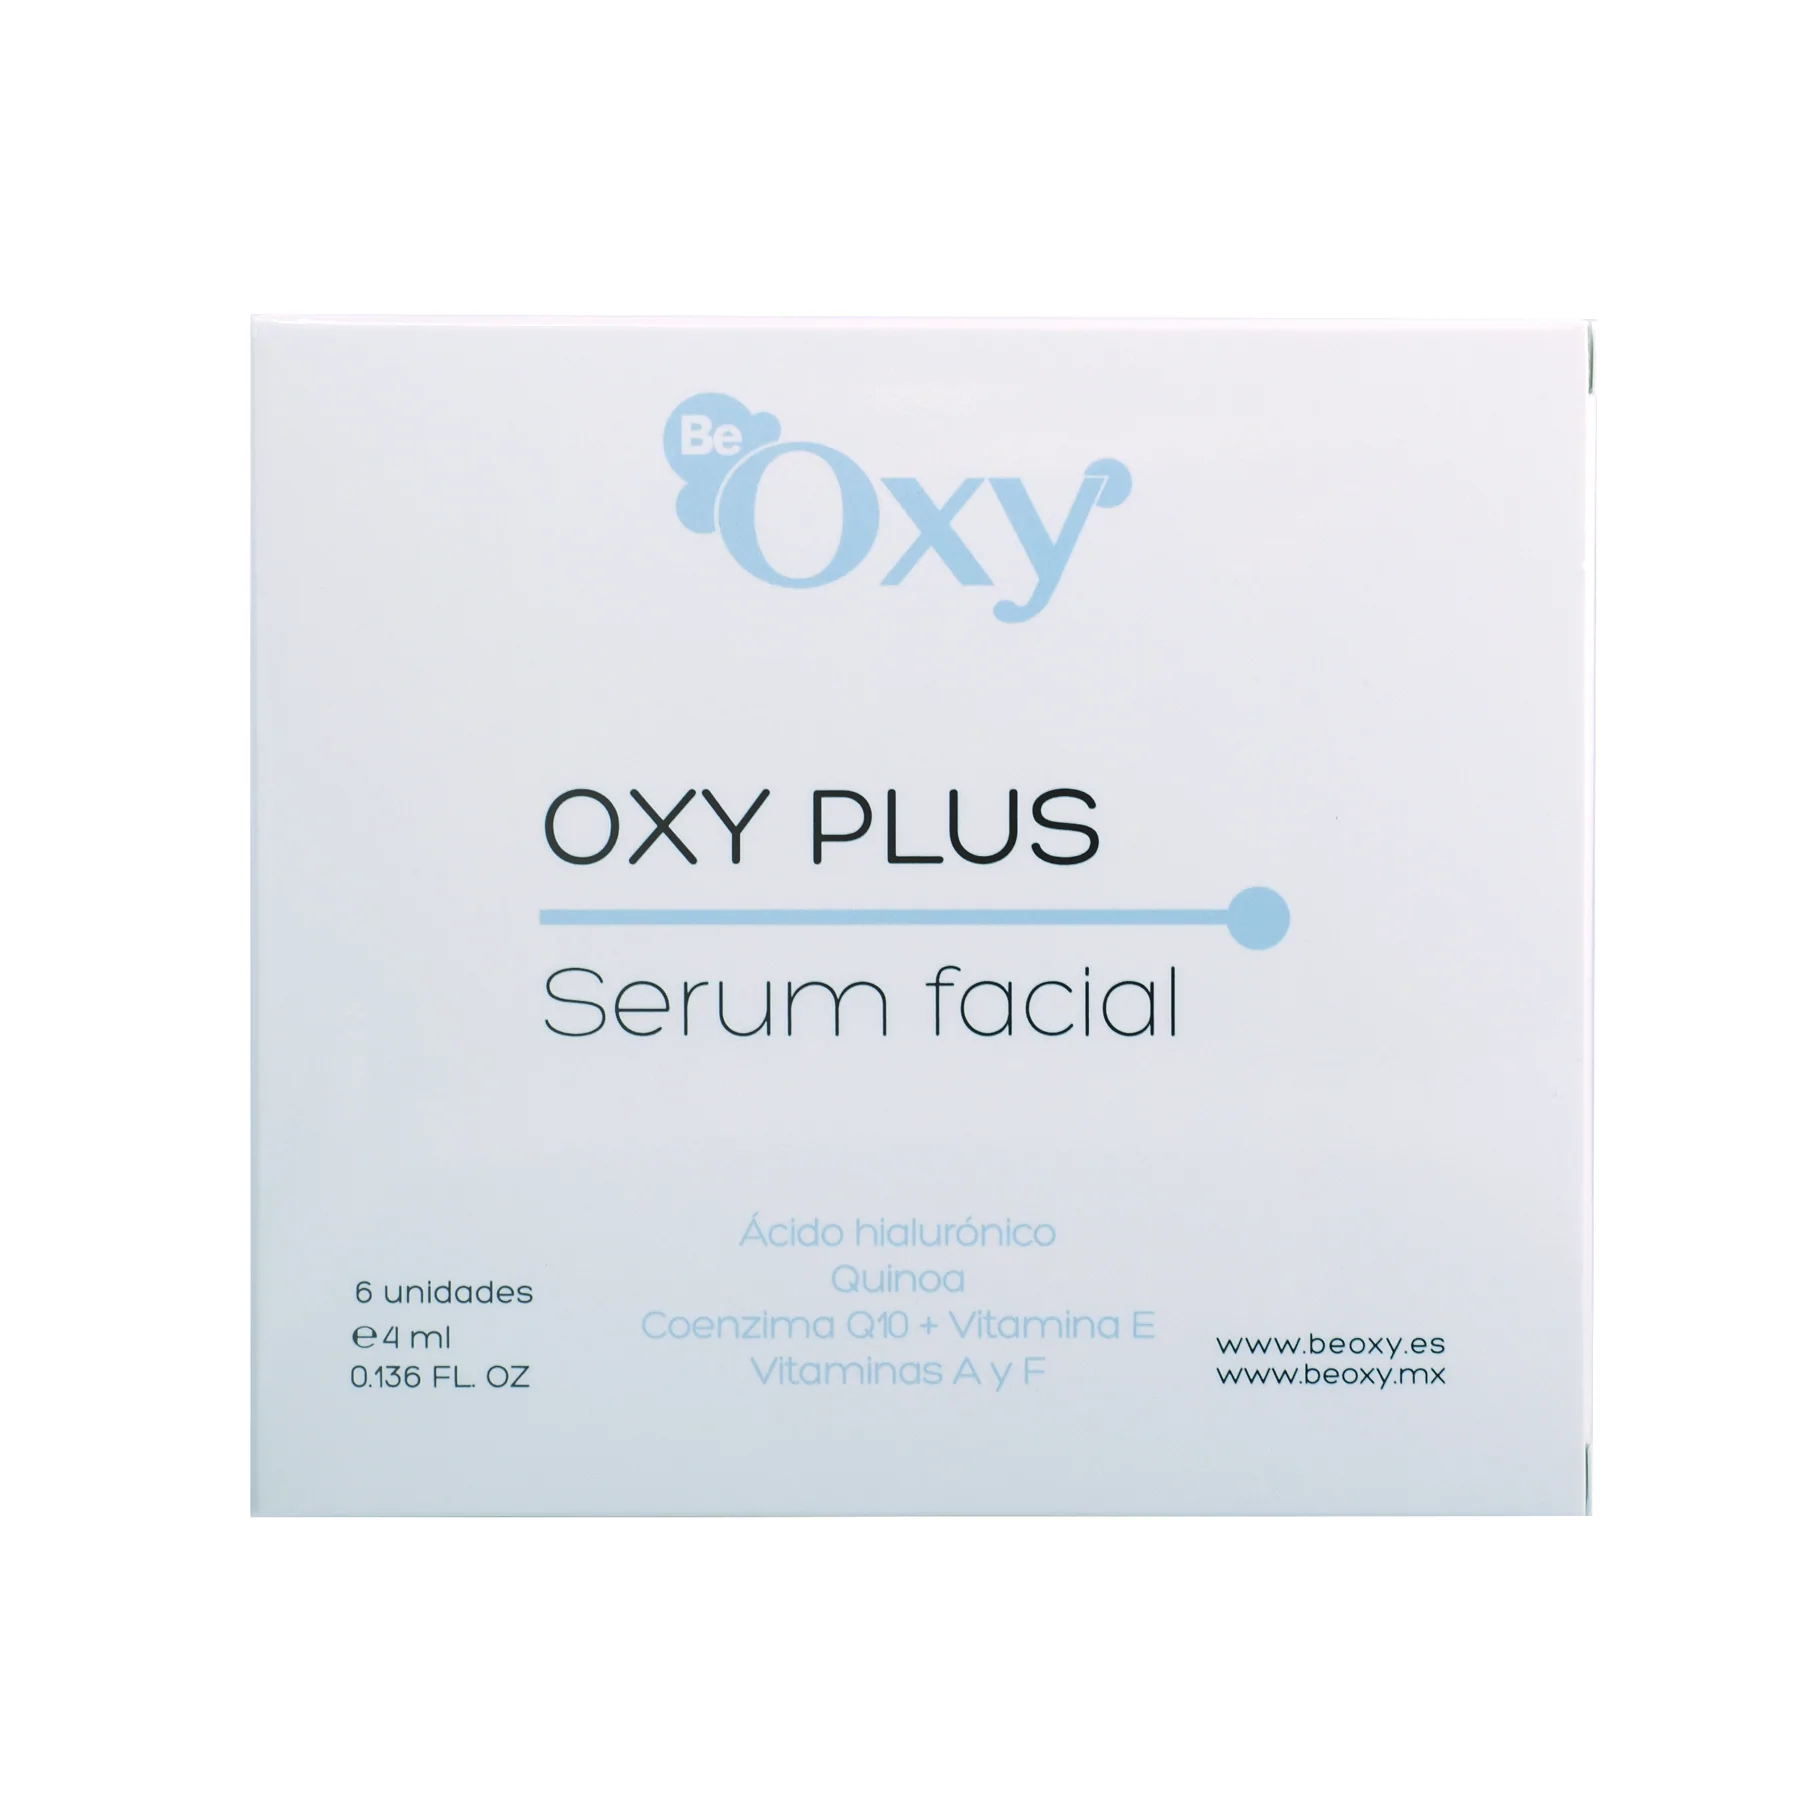 Be
Oxy
OXY PLUS
Serum facial
Ácido hialurónico
Quinoa
Coenzima Q10 + Vitamina E
Vitaminas A y F
6 unidades
℮4 ml
0.136 FL. OZ
www.beoxy.es
www.beoxy.mx